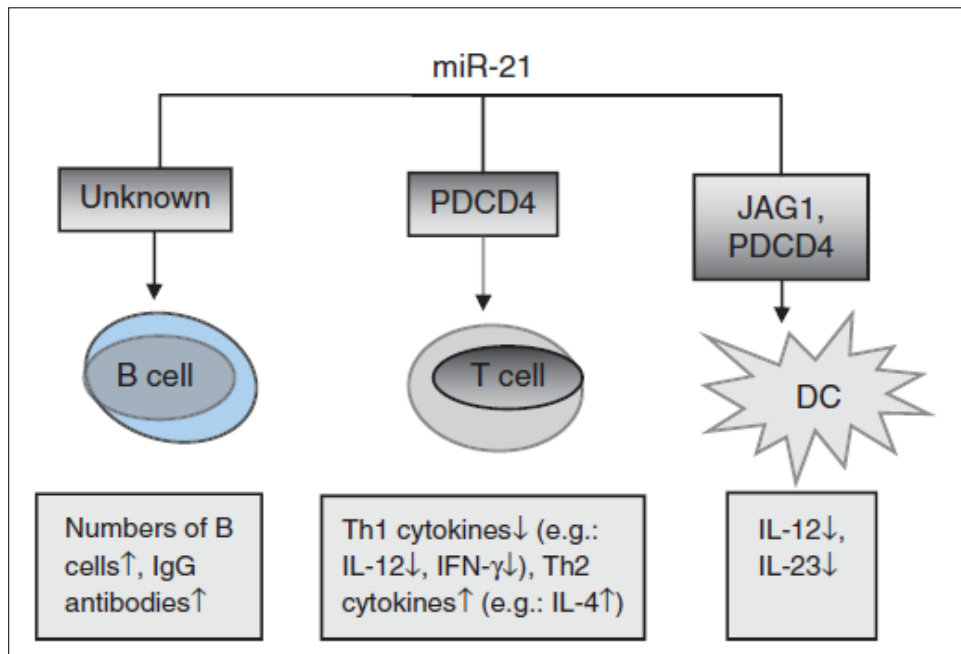 miR-21
Unknown
PDCD4
JAG1,
PDCD4
B cell
T cell
DC
Numbers of B
cells↑, IgG
antibodies↑
Th1 cytokines↓ (e.g.:
IL-12↓, IFN-γ↓), Th2
cytokines↑ (e.g.: IL-4↑)
IL-12↓,
IL-23↓